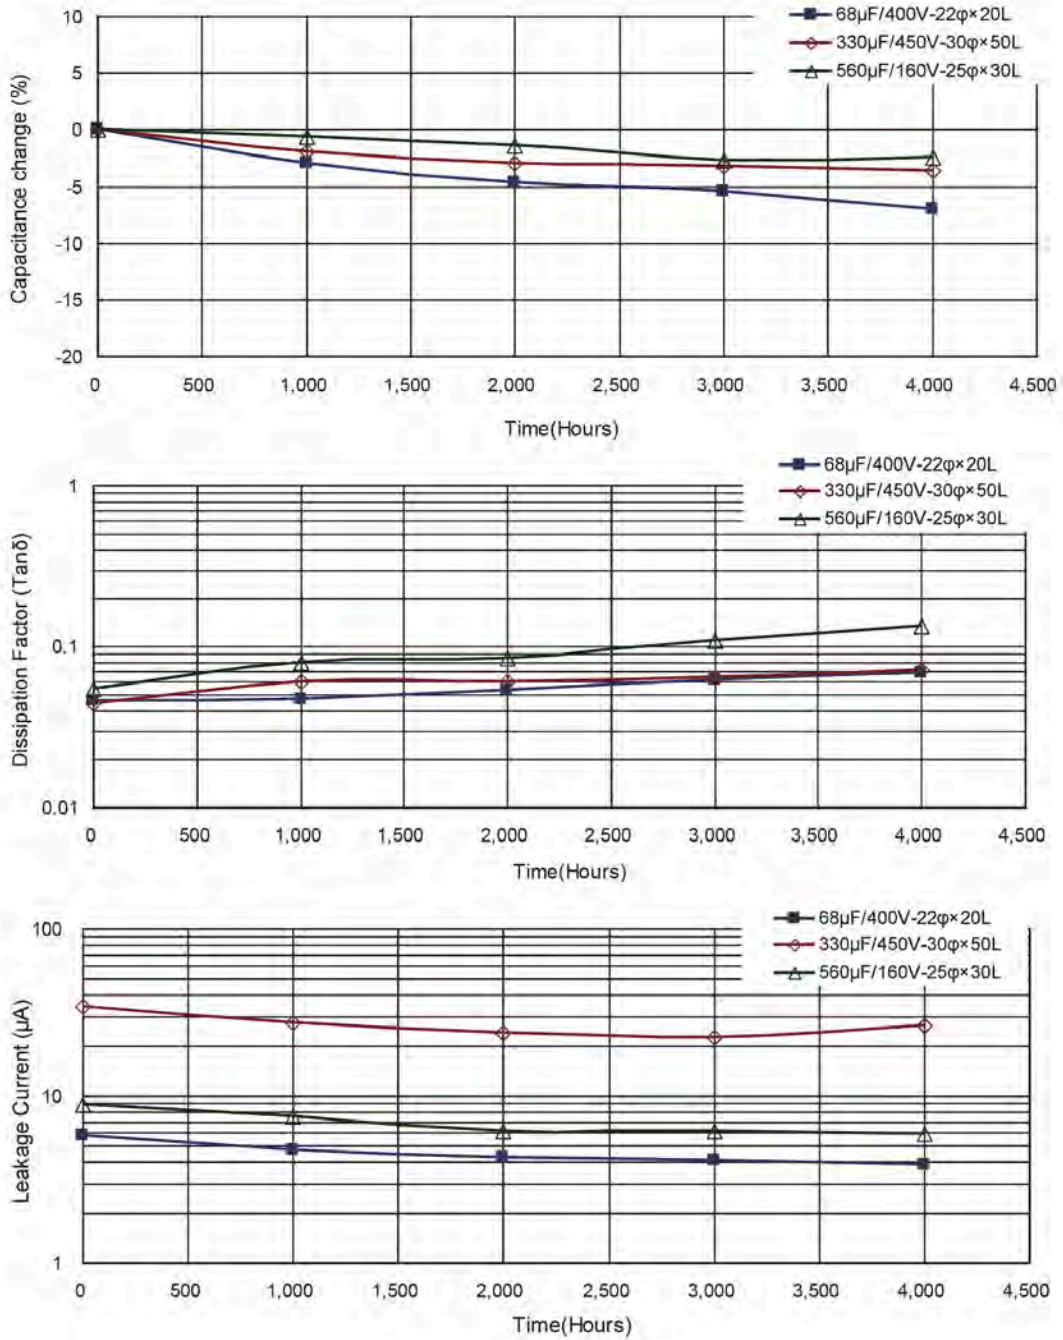 68µF/400V-22φ×20L
330µF/450V-30φ×50L
560µF/160V-25φ×30L
Capacitance change (%)
10
5
0
-5
-10
-15
-20
0 500 1,000 1,500 2,000 2,500 3,000 3,500 4,000 4,500
Time(Hours)
68µF/400V-22φ×20L
330µF/450V-30φ×50L
560µF/160V-25φ×30L
Dissipation Factor (Tanδ)
1
0.1
0.01
0 500 1,000 1,500 2,000 2,500 3,000 3,500 4,000 4,500
Time(Hours)
68µF/400V-22φ×20L
330µF/450V-30φ×50L
560µF/160V-25φ×30L
Leakage Current (µA)
100
10
1
0 500 1,000 1,500 2,000 2,500 3,000 3,500 4,000 4,500
Time(Hours)